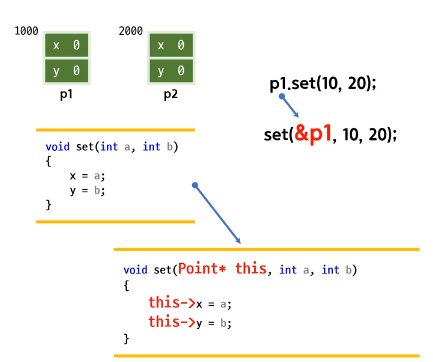 1000
x 0
y 0
p1
2000
x 0
y 0
p2
p1.set(10, 20);
set(&p1, 10, 20);
void set(int a, int b)
{
    x = a;
    y = b;
}
void set(Point* this, int a, int b)
{
    this->x = a;
    this->y = b;
}